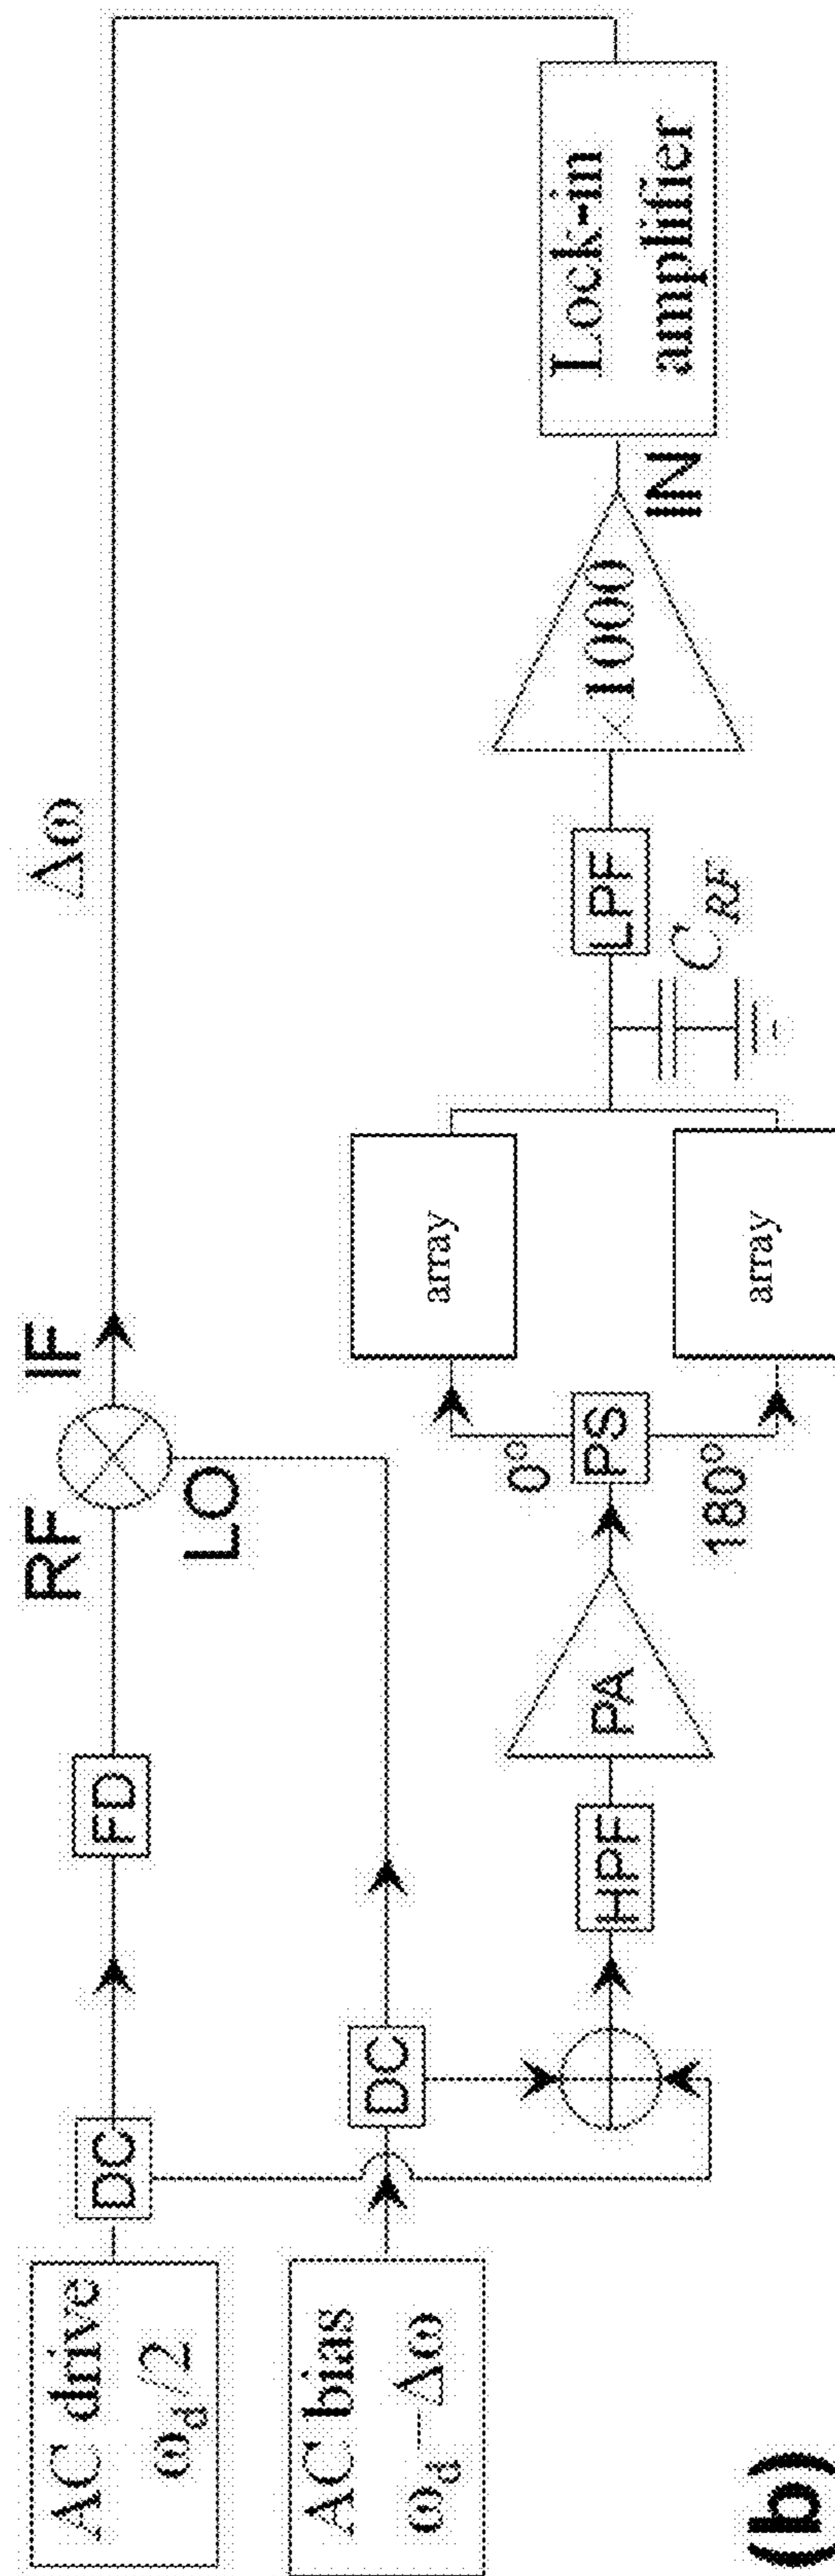 AC drive
ω_d/2
DC
FD
RF
IF
LO
Δω
AC bias
ω_d–Δω
DC
HPF
PA
PS
0°
180°
array
array
C_RF
LPF
×1000
IN
Lock-in
amplifier
(b)